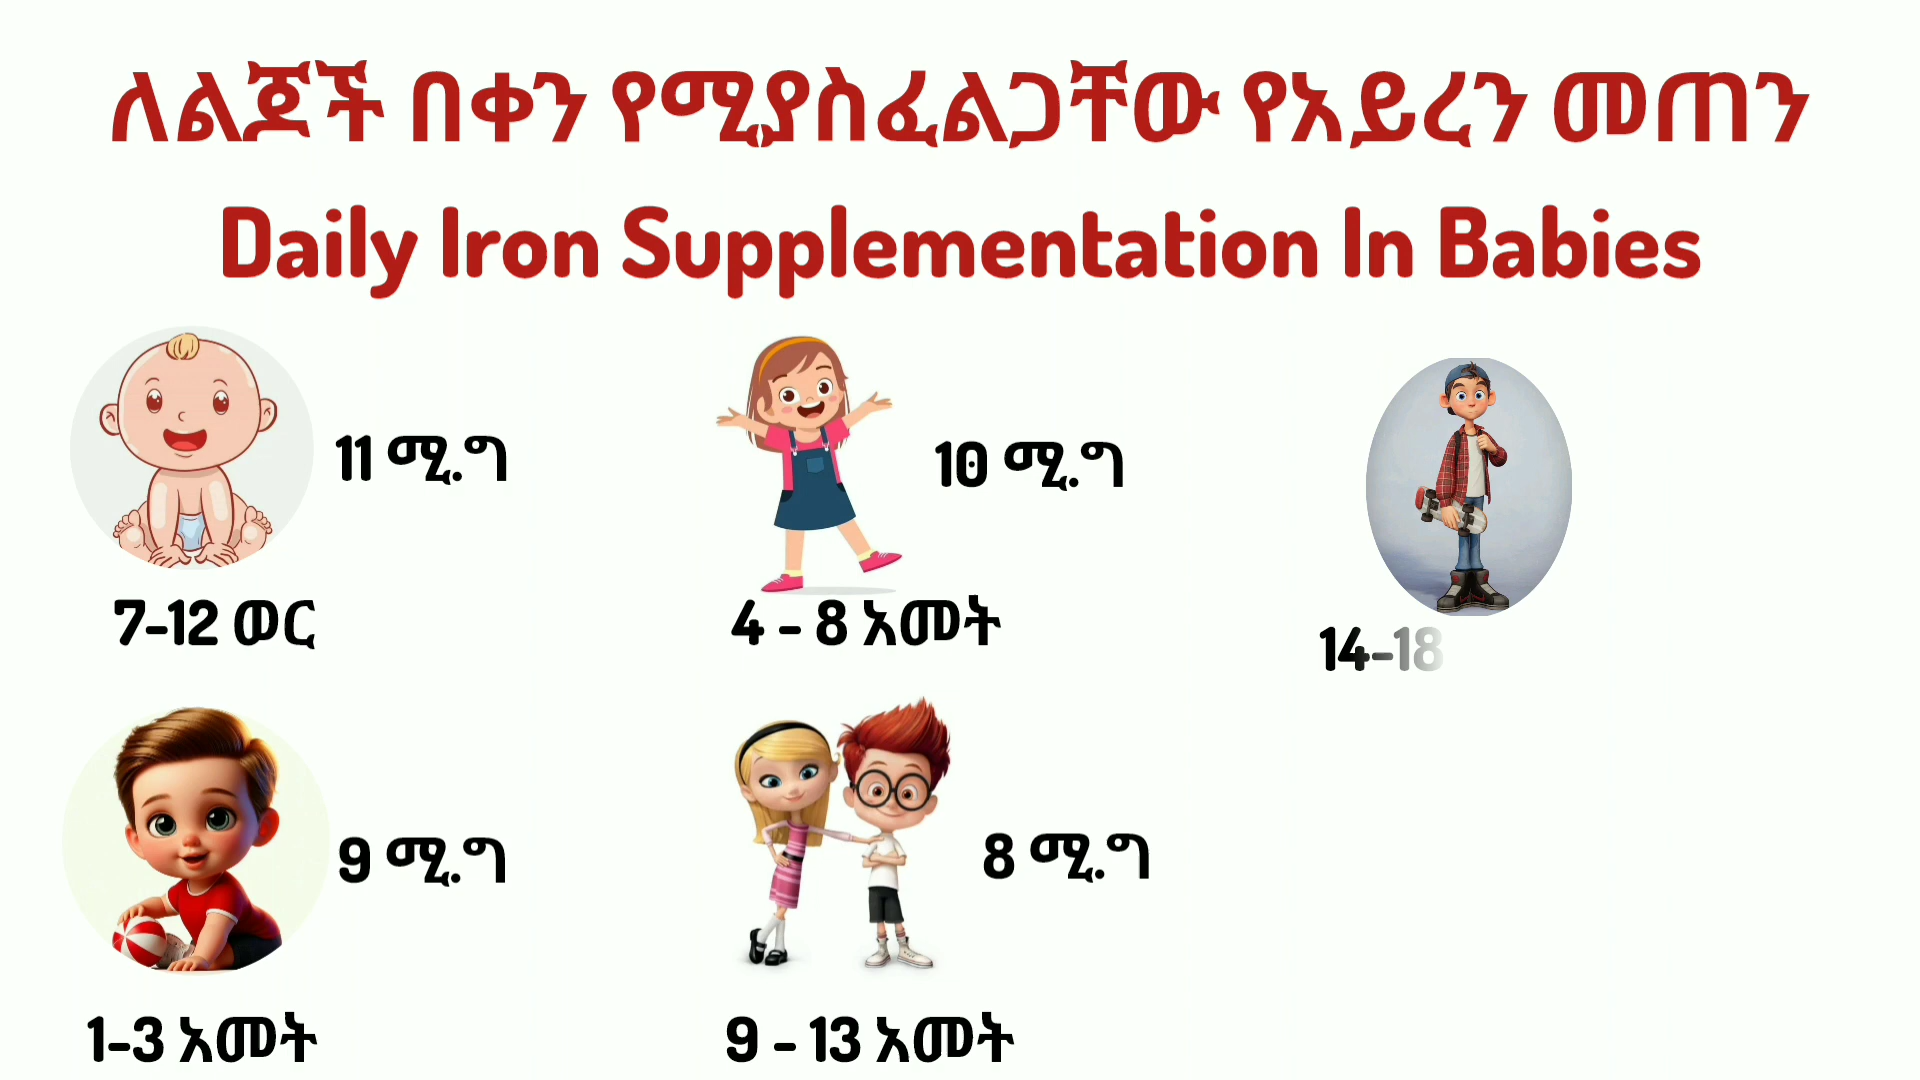 ለልጆች በቀን የሚያስፈልጋቸው የአይረን መጠን
Daily Iron Supplementation In Babies
11 ሚ.ግ
7-12 ወር
9 ሚ.ግ
1-3 አመት
10 ሚ.ግ
4 - 8 አመት
8 ሚ.ግ
9 - 13 አመት
14-18